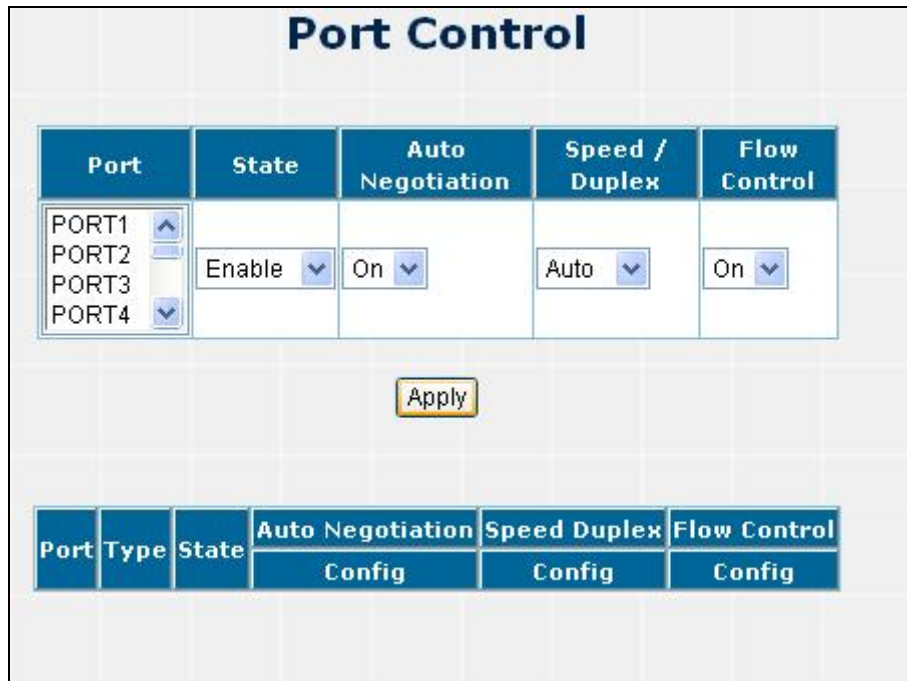 Port Control
Port State Auto Negotiation Speed / Duplex Flow Control
PORT1
PORT2
PORT3
PORT4
Enable On Auto On
Apply
Port Type State Auto Negotiation Speed Duplex Flow Control
Config Config Config